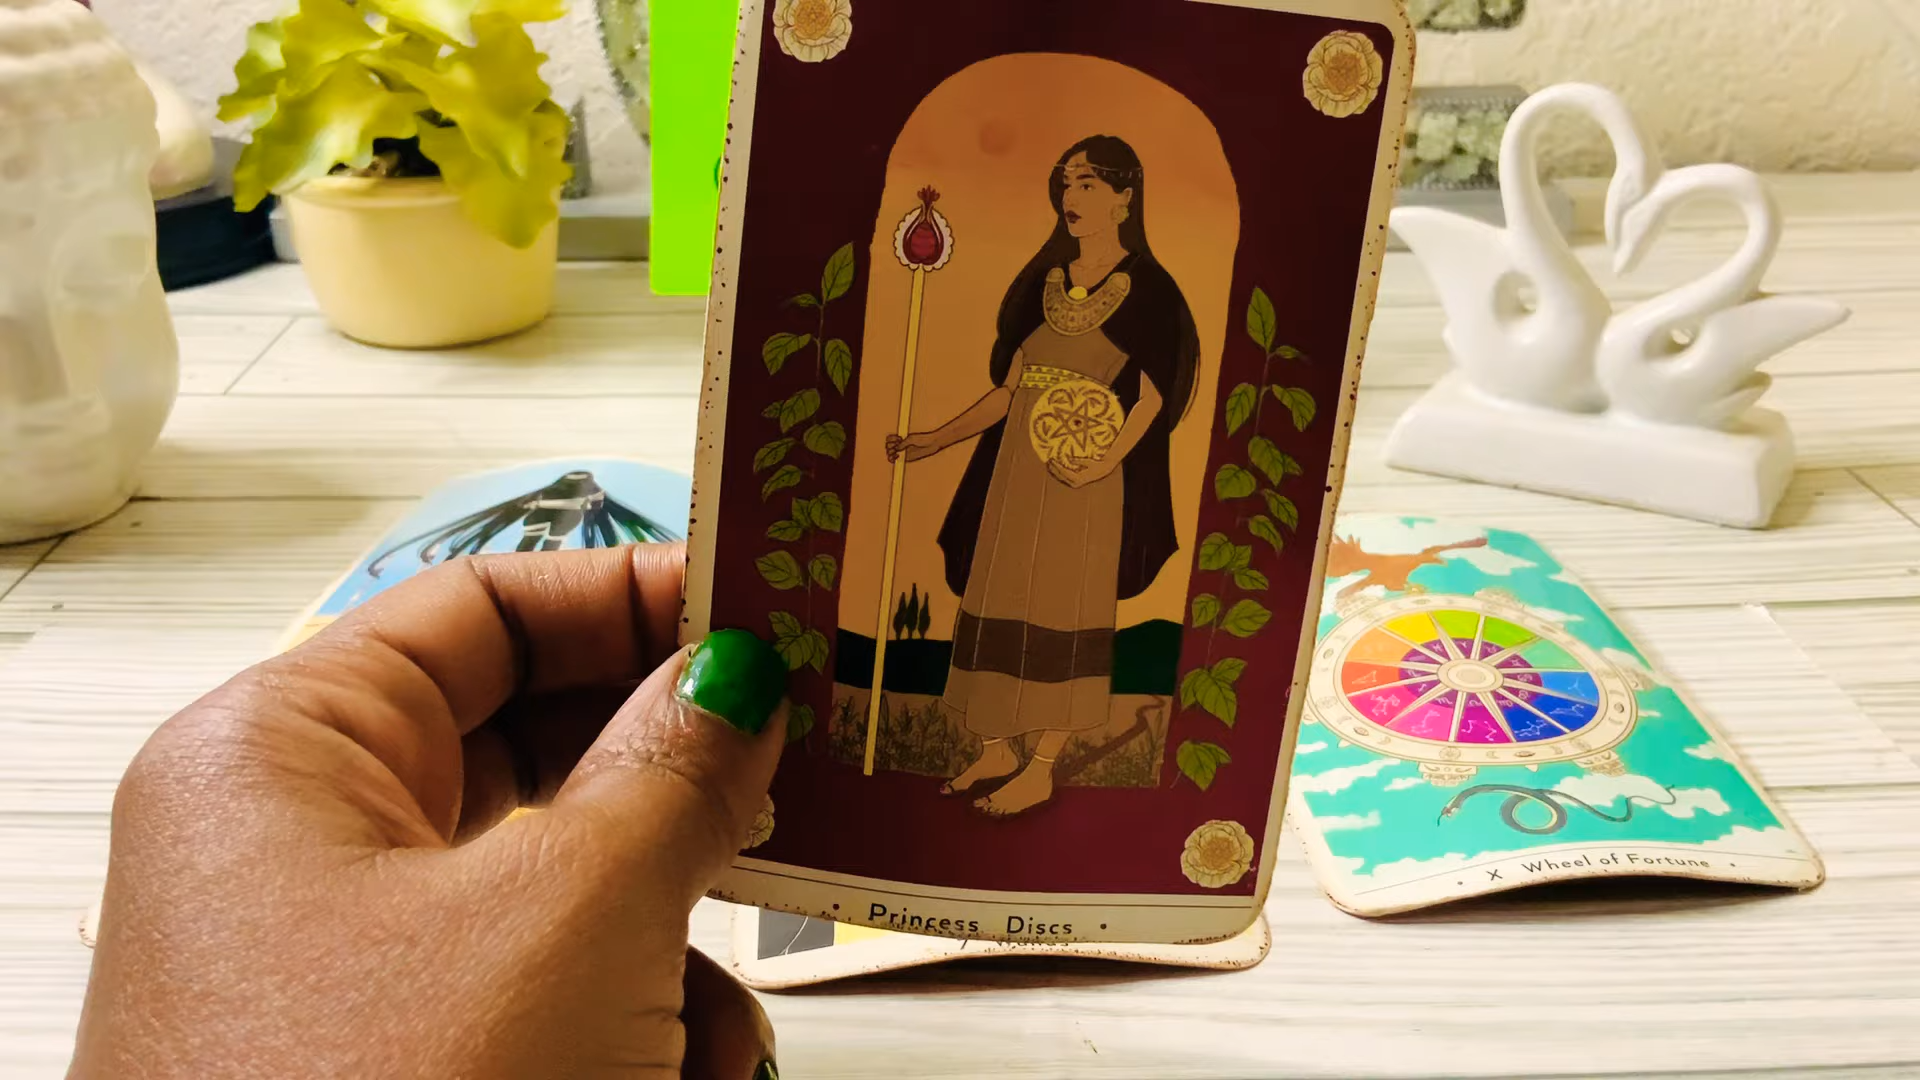 • Princess Discs •
• X Wheel of Fortune •